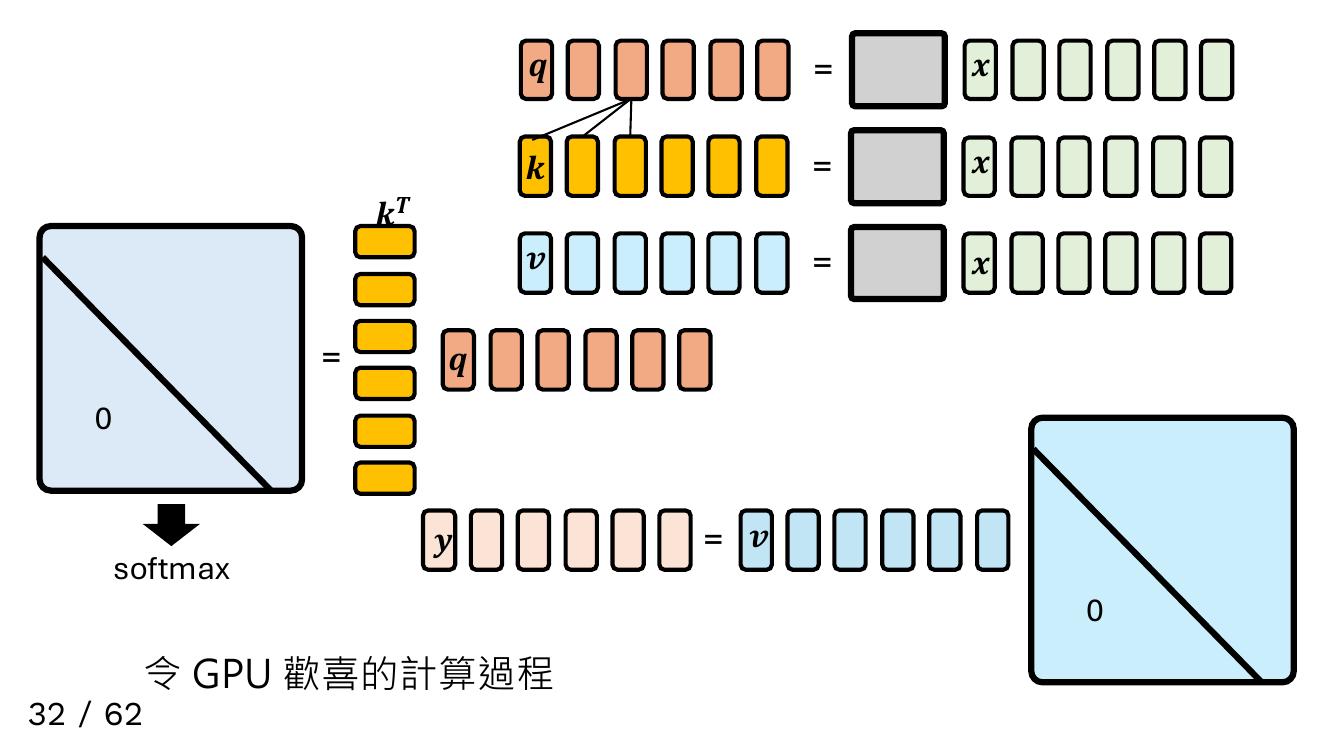 q = x
k = x
v = x
k^T
0
=
q
softmax
y = v
0
令 GPU 歡喜的計算過程
32 / 62